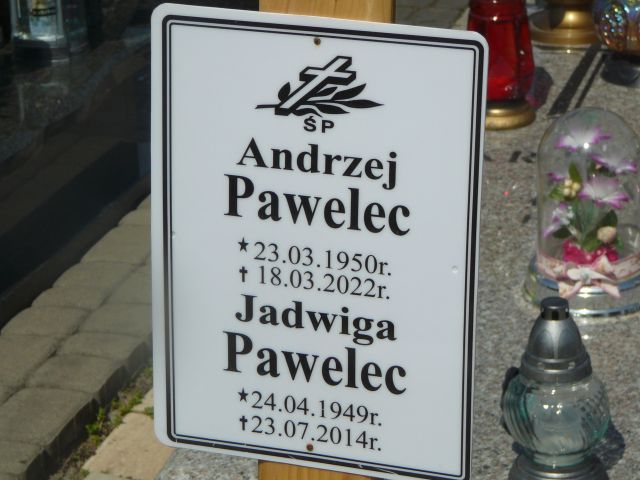 ŚP
Andrzej
Pawelec
★23.03.1950r.
✝18.03.2022r.
Jadwiga
Pawelec
★24.04.1949r.
✝23.07.2014r.